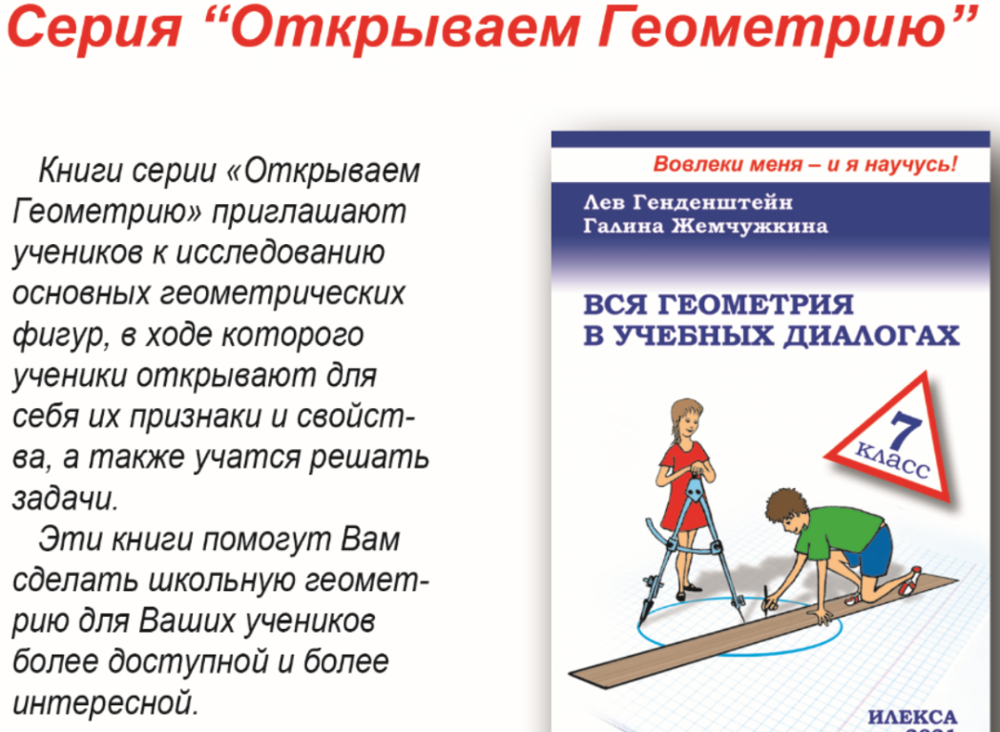 Серия “Открываем Геометрию”
Книги серии «Открываем
Геометрию» приглашают
учеников к исследованию
основных геометрических
фигур, в ходе которого
ученики открывают для
себя их признаки и свойст-
ва, а также учатся решать
задачи.
Эти книги помогут Вам
сделать школьную геомет-
рию для Ваших учеников
более доступной и более
интересной.
Вовлеки меня – и я научусь!
Лев Генденштейн
Галина Жемчужкина
ВСЯ ГЕОМЕТРИЯ
В УЧЕБНЫХ ДИАЛОГАХ
7
класс
ИЛЕКСА